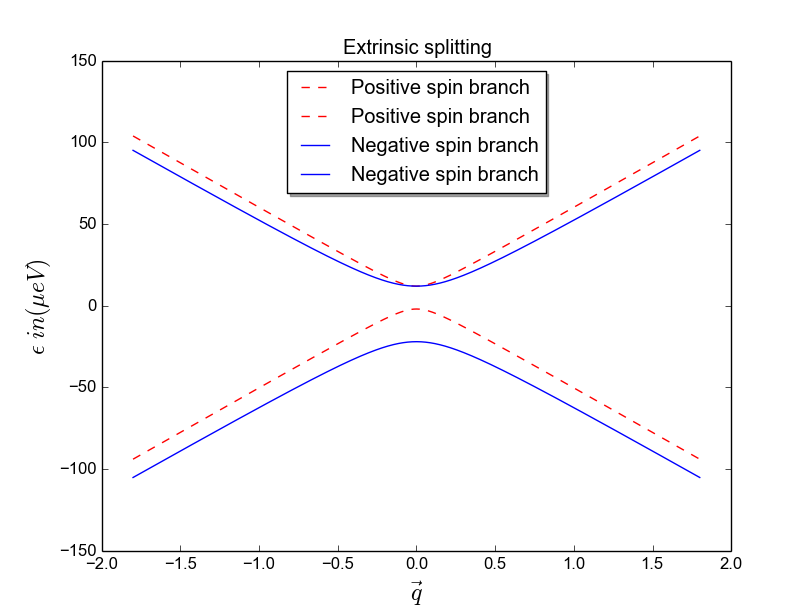 Extrinsic splitting
150
100
50
0
−50
−100
−150
ϵ in(μeV)
Positive spin branch
Positive spin branch
Negative spin branch
Negative spin branch
−2.0 −1.5 −1.0 −0.5 0.0 0.5 1.0 1.5 2.0
q⃗